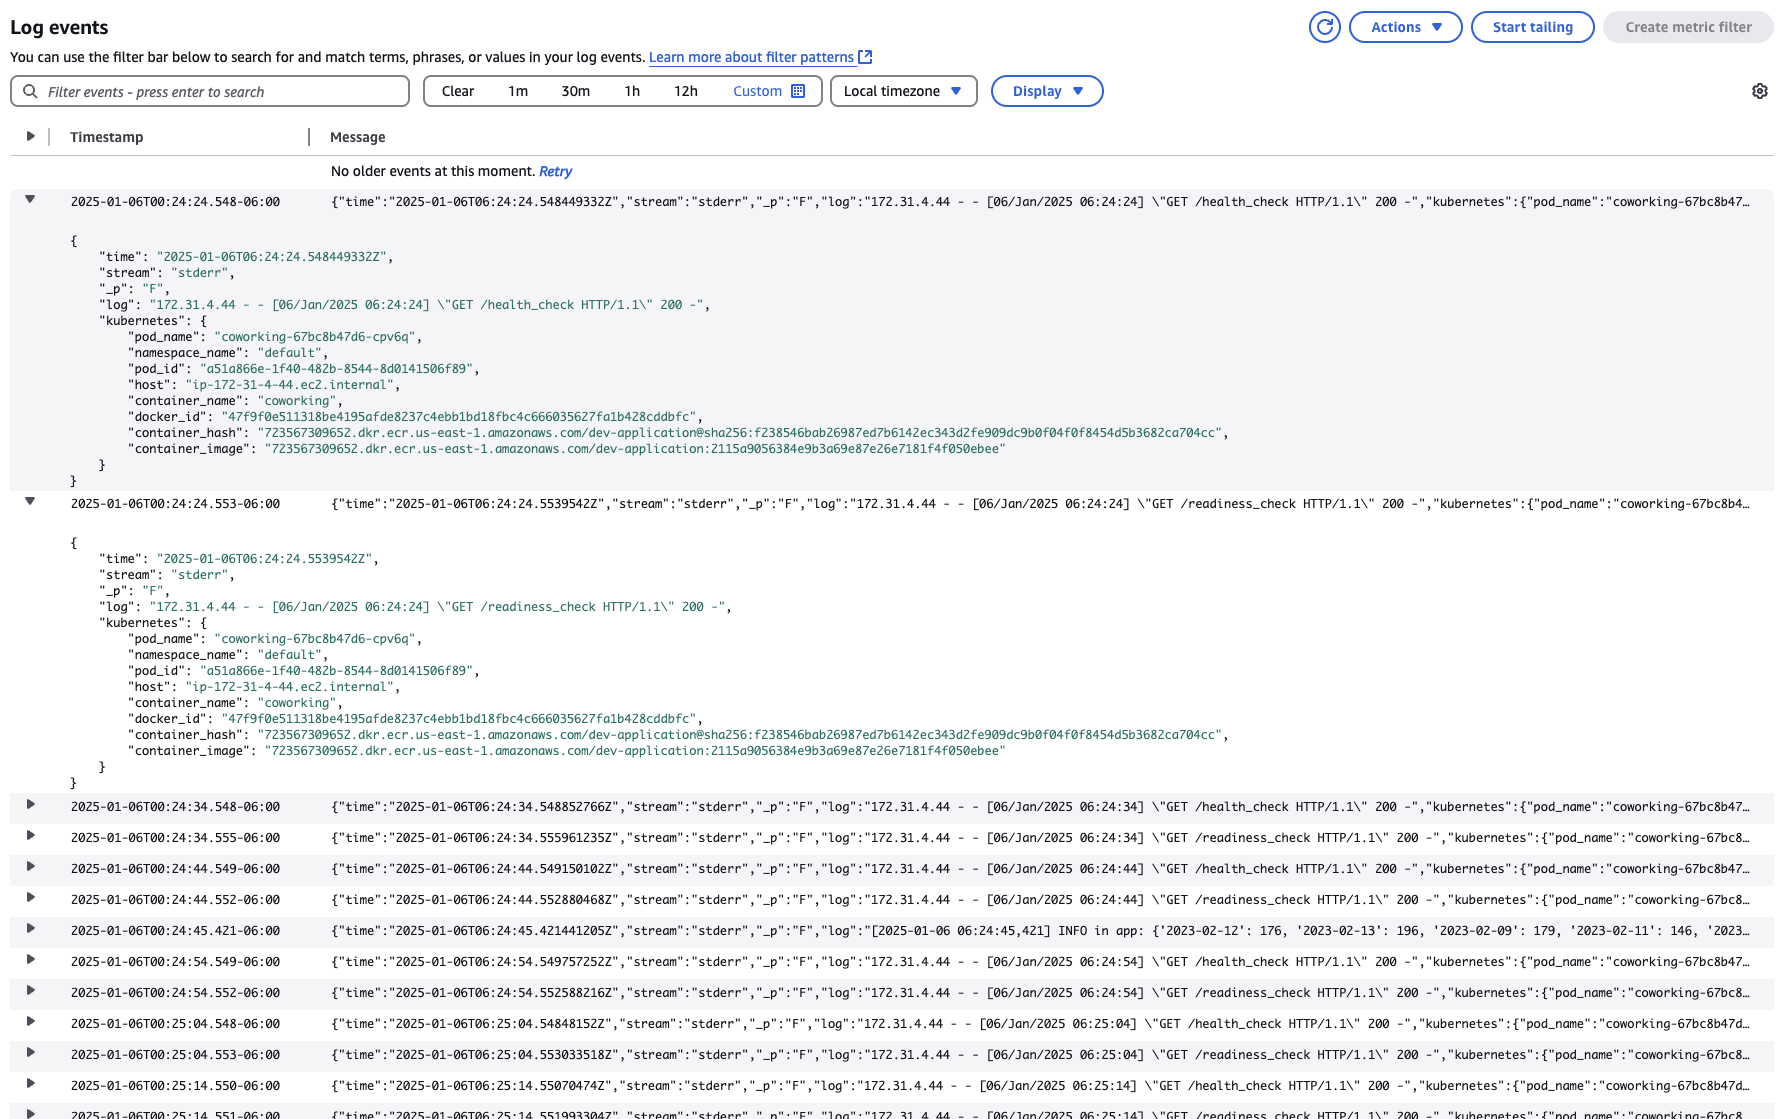 Log events
Actions
Start tailing
Create metric filter
You can use the filter bar below to search for and match terms, phrases, or values in your log events. Learn more about filter patterns
Filter events - press enter to search
Clear 1m 30m 1h 12h Custom
Local timezone
Display
Timestamp Message
No older events at this moment. Retry
2025-01-06T00:24:24.548-06:00 {"time":"2025-01-06T06:24:24.548449332Z","stream":"stderr","_p":"F","log":"172.31.4.44 - - [06/Jan/2025 06:24:24] \"GET /health_check HTTP/1.1\" 200 -","kubernetes":{"pod_name":"coworking-67bc8b47…
{
"time": "2025-01-06T06:24:24.548449332Z",
"stream": "stderr",
"_p": "F",
"log": "172.31.4.44 - - [06/Jan/2025 06:24:24] \"GET /health_check HTTP/1.1\" 200 -",
"kubernetes": {
"pod_name": "coworking-67bc8b47d6-cpv6q",
"namespace_name": "default",
"pod_id": "a51a866e-1f40-482b-8544-8d0141506f89",
"host": "ip-172-31-4-44.ec2.internal",
"container_name": "coworking",
"docker_id": "47f9f0e511318be4195afde8237c4ebb1bd18fbc4c666035627fa1b428cddbfc",
"container_hash": "723567309652.dkr.ecr.us-east-1.amazonaws.com/dev-application@sha256:f238546bab26987ed7b6142ec343d2fe909dc9b0f04f0f8454d5b3682ca704cc",
"container_image": "723567309652.dkr.ecr.us-east-1.amazonaws.com/dev-application:2115a9056384e9b3a69e87e26e7181f4f050ebee"
}
}
2025-01-06T00:24:24.553-06:00 {"time":"2025-01-06T06:24:24.5539542Z","stream":"stderr","_p":"F","log":"172.31.4.44 - - [06/Jan/2025 06:24:24] \"GET /readiness_check HTTP/1.1\" 200 -","kubernetes":{"pod_name":"coworking-67bc8b4…
{
"time": "2025-01-06T06:24:24.5539542Z",
"stream": "stderr",
"_p": "F",
"log": "172.31.4.44 - - [06/Jan/2025 06:24:24] \"GET /readiness_check HTTP/1.1\" 200 -",
"kubernetes": {
"pod_name": "coworking-67bc8b47d6-cpv6q",
"namespace_name": "default",
"pod_id": "a51a866e-1f40-482b-8544-8d0141506f89",
"host": "ip-172-31-4-44.ec2.internal",
"container_name": "coworking",
"docker_id": "47f9f0e511318be4195afde8237c4ebb1bd18fbc4c666035627fa1b428cddbfc",
"container_hash": "723567309652.dkr.ecr.us-east-1.amazonaws.com/dev-application@sha256:f238546bab26987ed7b6142ec343d2fe909dc9b0f04f0f8454d5b3682ca704cc",
"container_image": "723567309652.dkr.ecr.us-east-1.amazonaws.com/dev-application:2115a9056384e9b3a69e87e26e7181f4f050ebee"
}
}
2025-01-06T00:24:34.548-06:00 {"time":"2025-01-06T06:24:34.548852766Z","stream":"stderr","_p":"F","log":"172.31.4.44 - - [06/Jan/2025 06:24:34] \"GET /health_check HTTP/1.1\" 200 -","kubernetes":{"pod_name":"coworking-67bc8b47…
2025-01-06T00:24:34.555-06:00 {"time":"2025-01-06T06:24:34.555961235Z","stream":"stderr","_p":"F","log":"172.31.4.44 - - [06/Jan/2025 06:24:34] \"GET /readiness_check HTTP/1.1\" 200 -","kubernetes":{"pod_name":"coworking-67bc8…
2025-01-06T00:24:44.549-06:00 {"time":"2025-01-06T06:24:44.549150102Z","stream":"stderr","_p":"F","log":"172.31.4.44 - - [06/Jan/2025 06:24:44] \"GET /health_check HTTP/1.1\" 200 -","kubernetes":{"pod_name":"coworking-67bc8b47…
2025-01-06T00:24:44.552-06:00 {"time":"2025-01-06T06:24:44.552880468Z","stream":"stderr","_p":"F","log":"172.31.4.44 - - [06/Jan/2025 06:24:44] \"GET /readiness_check HTTP/1.1\" 200 -","kubernetes":{"pod_name":"coworking-67bc8…
2025-01-06T00:24:45.421-06:00 {"time":"2025-01-06T06:24:45.421441205Z","stream":"stderr","_p":"F","log":"[2025-01-06 06:24:45,421] INFO in app: {'2023-02-12': 176, '2023-02-13': 196, '2023-02-09': 179, '2023-02-11': 146, '2023…
2025-01-06T00:24:54.549-06:00 {"time":"2025-01-06T06:24:54.549757252Z","stream":"stderr","_p":"F","log":"172.31.4.44 - - [06/Jan/2025 06:24:54] \"GET /health_check HTTP/1.1\" 200 -","kubernetes":{"pod_name":"coworking-67bc8b47…
2025-01-06T00:24:54.552-06:00 {"time":"2025-01-06T06:24:54.552588216Z","stream":"stderr","_p":"F","log":"172.31.4.44 - - [06/Jan/2025 06:24:54] \"GET /readiness_check HTTP/1.1\" 200 -","kubernetes":{"pod_name":"coworking-67bc8…
2025-01-06T00:25:04.548-06:00 {"time":"2025-01-06T06:25:04.54848152Z","stream":"stderr","_p":"F","log":"172.31.4.44 - - [06/Jan/2025 06:25:04] \"GET /health_check HTTP/1.1\" 200 -","kubernetes":{"pod_name":"coworking-67bc8b47d…
2025-01-06T00:25:04.553-06:00 {"time":"2025-01-06T06:25:04.553033518Z","stream":"stderr","_p":"F","log":"172.31.4.44 - - [06/Jan/2025 06:25:04] \"GET /readiness_check HTTP/1.1\" 200 -","kubernetes":{"pod_name":"coworking-67bc8…
2025-01-06T00:25:14.550-06:00 {"time":"2025-01-06T06:25:14.55070474Z","stream":"stderr","_p":"F","log":"172.31.4.44 - - [06/Jan/2025 06:25:14] \"GET /health_check HTTP/1.1\" 200 -","kubernetes":{"pod_name":"coworking-67bc8b47d…
2025-01-06T00:25:14.551-06:00 {"time":"2025-01-06T06:25:14.551993304Z","stream":"stderr","_p":"F","log":"172.31.4.44 - - [06/Jan/2025 06:25:14] \"GET /readiness_check HTTP/1.1\" 200 -","kubernetes":{"pod_name":"coworking-67bc8…